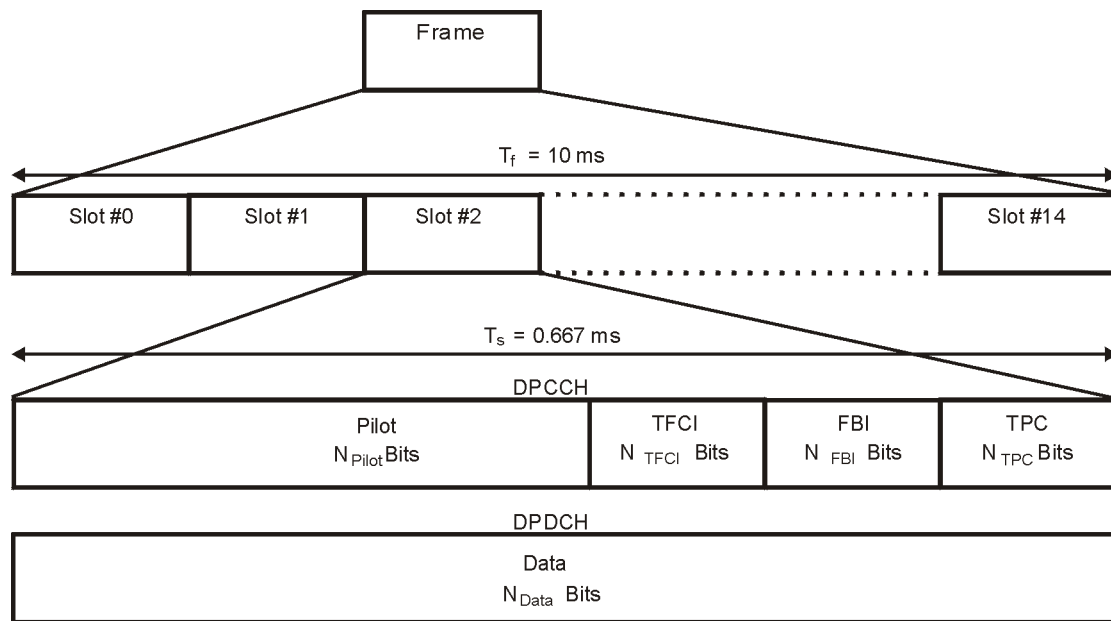 Frame
T_f = 10 ms
Slot #0 Slot #1 Slot #2 Slot #14
T_s = 0.667 ms
DPCCH
Pilot TFCI FBI TPC
N_Pilot Bits N_TFCI Bits N_FBI Bits N_TPC Bits
DPDCH
Data
N_Data Bits